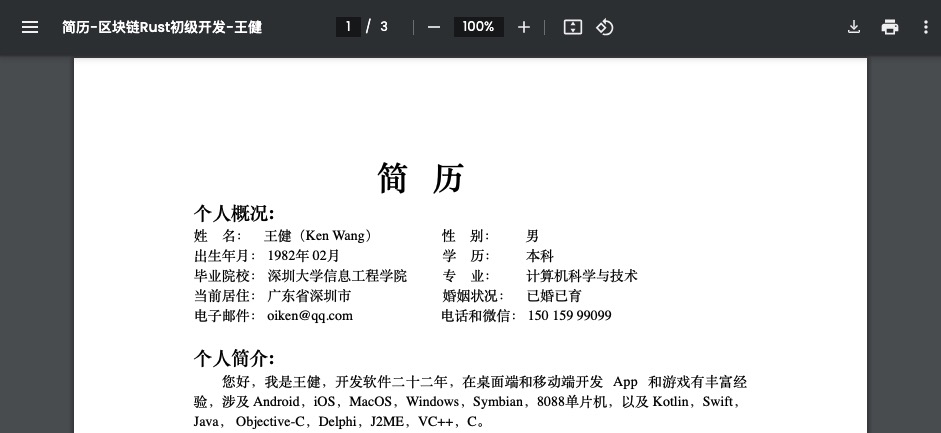 简历-区块链Rust初级开发-王健 1 / 3 100%
简 历
个人概况:
姓 名: 王健（Ken Wang） 性 别: 男
出生年月: 1982年 02月 学 历: 本科
毕业院校: 深圳大学信息工程学院 专 业: 计算机科学与技术
当前居住: 广东省深圳市 婚姻状况: 已婚已育
电子邮件: oiken@qq.com 电话和微信: 150 159 99099
个人简介:
您好，我是王健，开发软件二十二年，在桌面端和移动端开发 App 和游戏有丰富经
验，涉及 Android，iOS，MacOS，Windows，Symbian，8088单片机，以及 Kotlin，Swift，
Java， Objective-C，Delphi，J2ME，VC++，C。